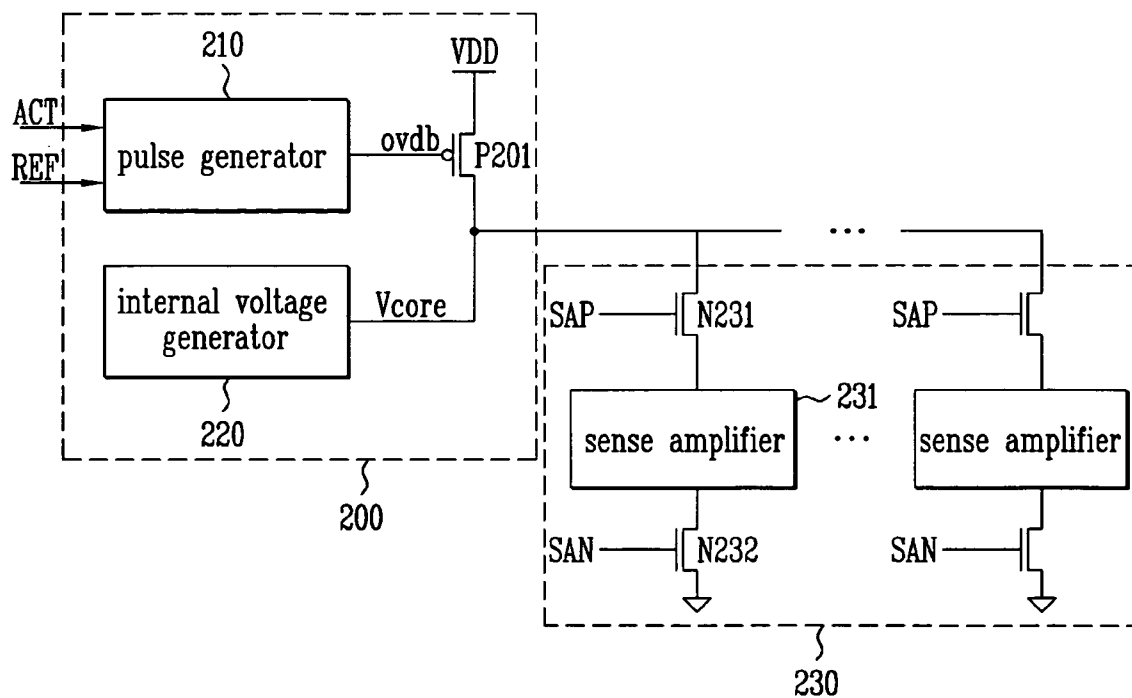 210
VDD
ACT
REF
pulse generator
ovdb
P201
...
internal voltage
generator
Vcore
SAP
N231
SAP
220
231
sense amplifier
...
sense amplifier
200
SAN
N232
SAN
230